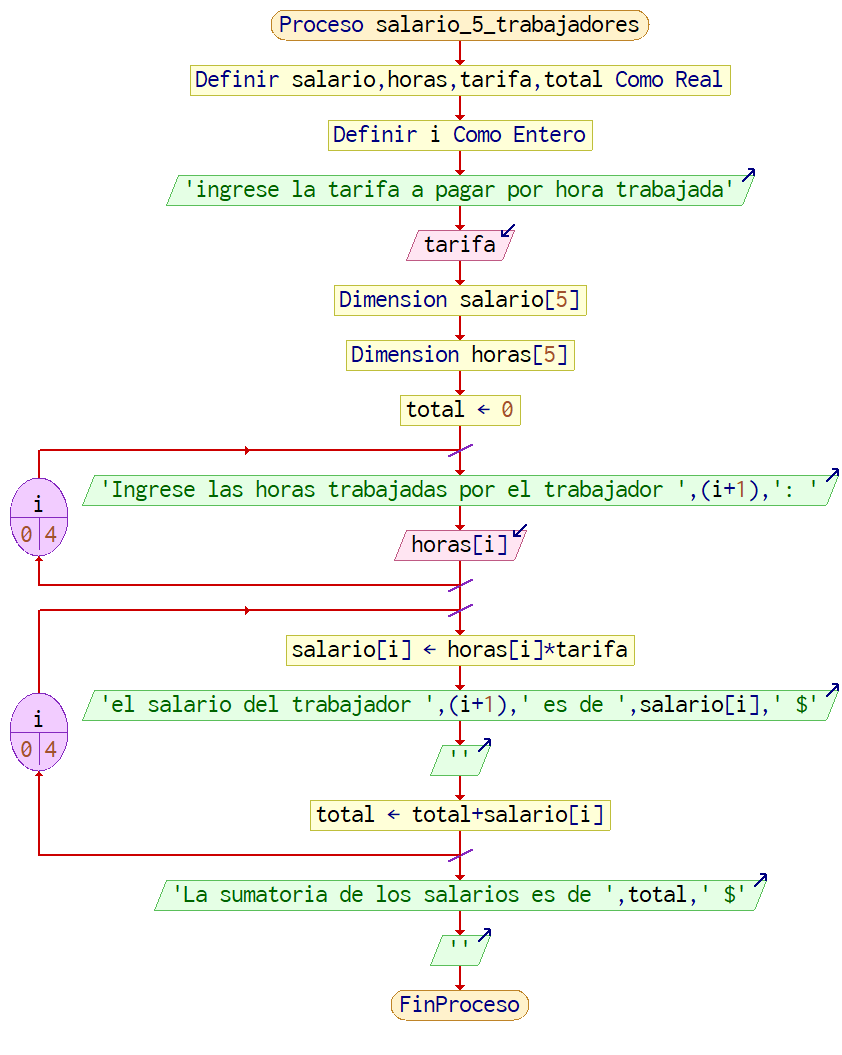 Proceso salario_5_trabajadores
Definir salario,horas,tarifa,total Como Real
Definir i Como Entero
'ingrese la tarifa a pagar por hora trabajada'
tarifa
Dimension salario[5]
Dimension horas[5]
total ← 0
i
0 4
'Ingrese las horas trabajadas por el trabajador ',(i+1),': '
horas[i]
i
0 4
salario[i] ← horas[i]*tarifa
'el salario del trabajador ',(i+1),' es de ',salario[i],' $'
''
total ← total+salario[i]
'La sumatoria de los salarios es de ',total,' $'
''
FinProceso